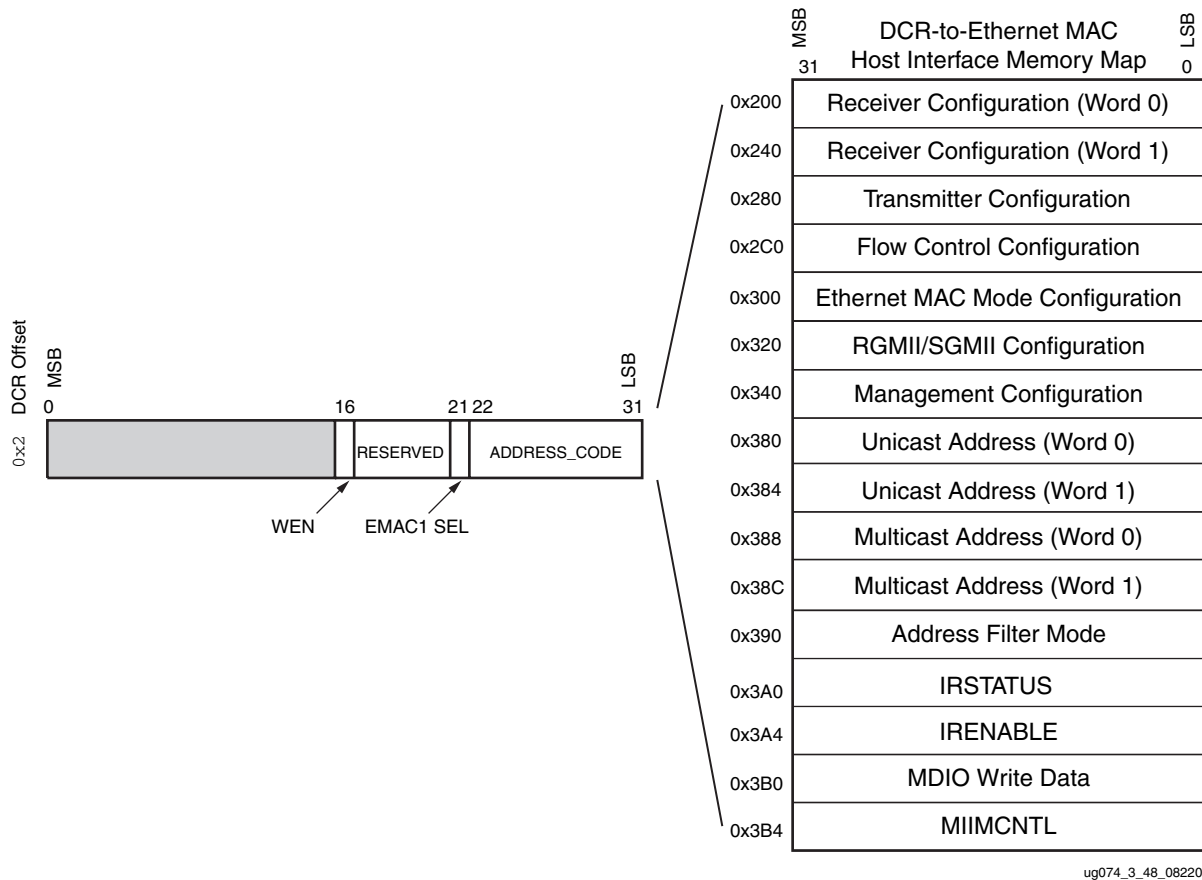 MSB
DCR-to-Ethernet MAC
Host Interface Memory Map
LSB
31
0
0x200
Receiver Configuration (Word 0)
0x240
Receiver Configuration (Word 1)
0x280
Transmitter Configuration
0x2C0
Flow Control Configuration
0x300
Ethernet MAC Mode Configuration
0x320
RGMII/SGMII Configuration
0x340
Management Configuration
0x380
Unicast Address (Word 0)
0x384
Unicast Address (Word 1)
0x388
Multicast Address (Word 0)
0x38C
Multicast Address (Word 1)
0x390
Address Filter Mode
0x3A0
IRSTATUS
0x3A4
IRENABLE
0x3B0
MDIO Write Data
0x3B4
MIIMCNTL
DCR Offset
MSB
LSB
0
16
21 22
31
0x2
RESERVED
ADDRESS_CODE
WEN
EMAC1 SEL
ug074_3_48_08220